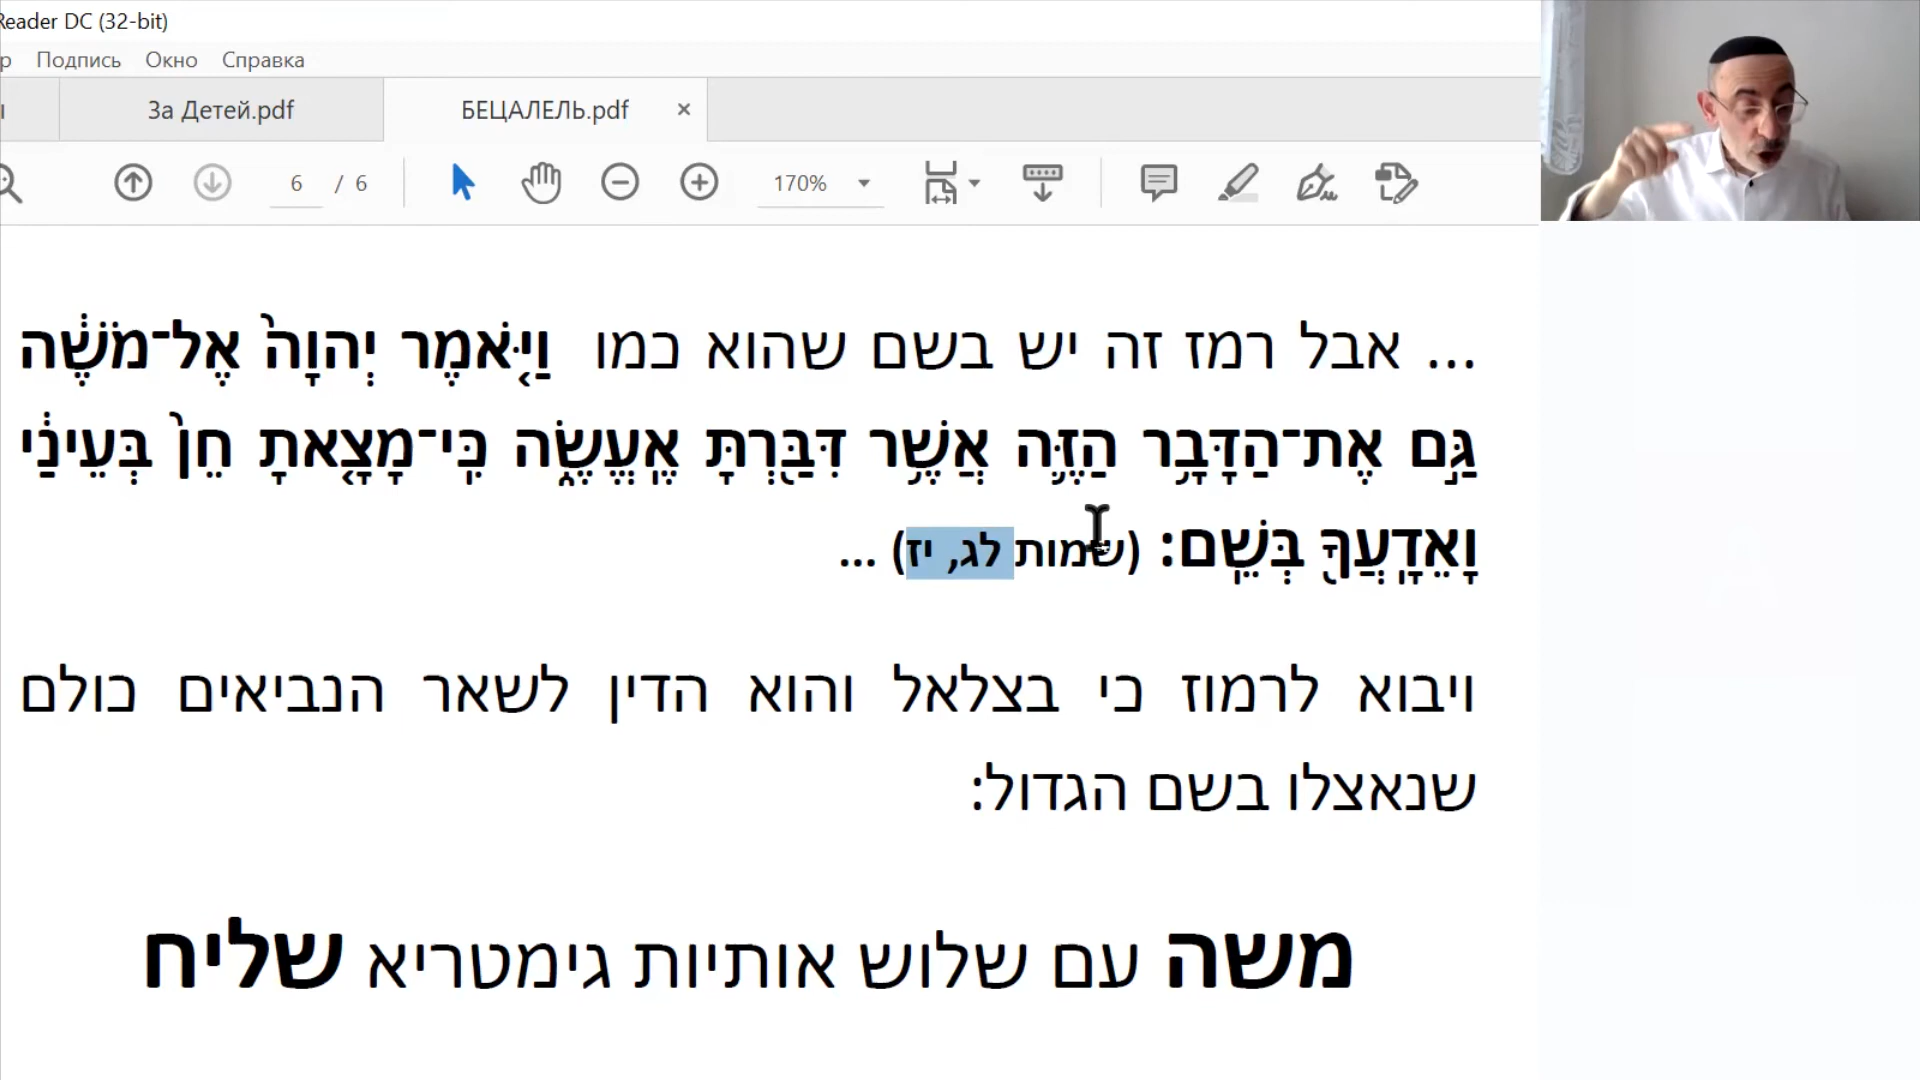 Reader DC (32-bit)
р Подпись Окно Справка
ы За Детей.pdf БЕЦАЛЕЛЬ.pdf ×
6 / 6 170%
... אבל רמז זה יש בשם שהוא כמו וַיֹּ֤אמֶר יְהוָה֙ אֶל־מֹשֶׁ֔ה
גַּ֣ם אֶת־הַדָּבָ֥ר הַזֶּ֛ה אֲשֶׁ֥ר דִּבַּ֖רְתָּ אֶֽעֱשֶׂ֑ה כִּֽי־מָצָ֤אתָ חֵן֙ בְּעֵינַ֔י
וָאֵדָעֲךָ֖ בְּשֵֽׁם: (שמות לג, יז) ...
ויבוא לרמוז כי בצלאל והוא הדין לשאר הנביאים כולם
שנאצלו בשם הגדול:
משה עם שלוש אותיות גימטריא שליח